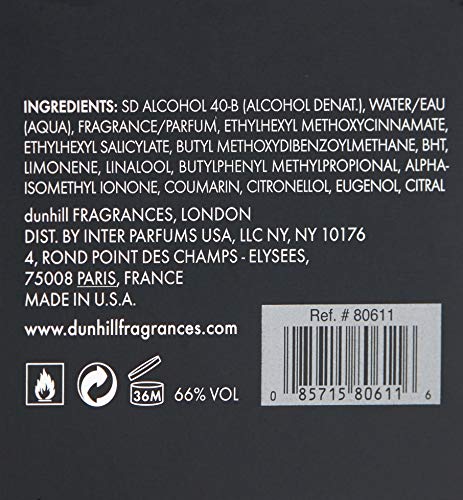 INGREDIENTS: SD ALCOHOL 40-B (ALCOHOL DENAT.), WATER/EAU
(AQUA), FRAGRANCE/PARFUM, ETHYLHEXYL METHOXYCINNAMATE,
ETHYLHEXYL SALICYLATE, BUTYL METHOXYDIBENZOYLMETHANE, BHT,
LIMONENE, LINALOOL, BUTYLPHENYL METHYLPROPIONAL, ALPHA-
ISOMETHYL IONONE, COUMARIN, CITRONELLOL, EUGENOL, CITRAL
dunhill FRAGRANCES, LONDON
DIST. BY INTER PARFUMS USA, LLC NY, NY 10176
4, ROND POINT DES CHAMPS - ELYSEES,
75008 PARIS, FRANCE
MADE IN U.S.A.
www.dunhillfragrances.com
Ref. # 80611
36M 66% VOL
0 85715 80611 6